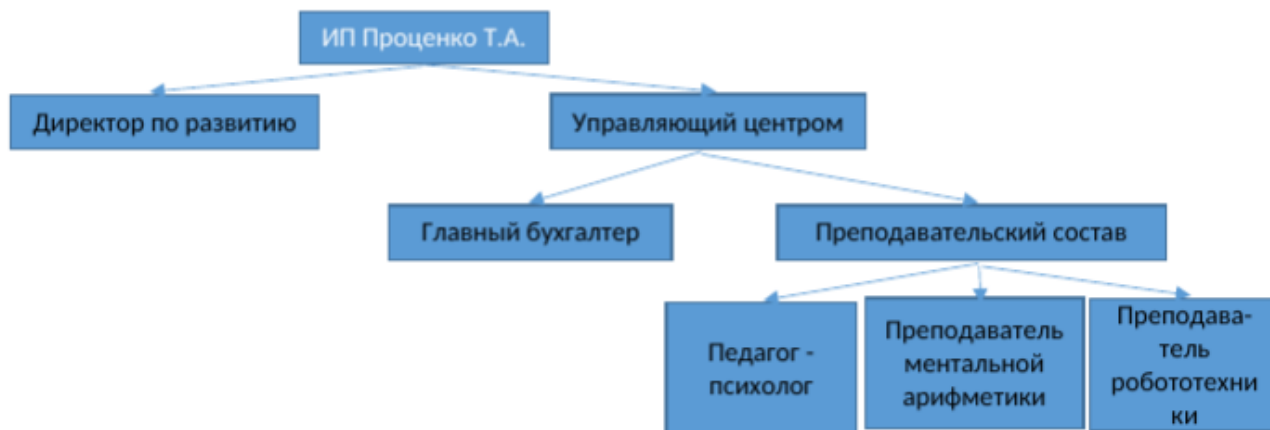 ИП Проценко Т.А.
Директор по развитию
Управляющий центром
Главный бухгалтер
Преподавательский состав
Педагог -
психолог
Преподаватель
ментальной
арифметики
Преподава-
тель
робототехни
ки